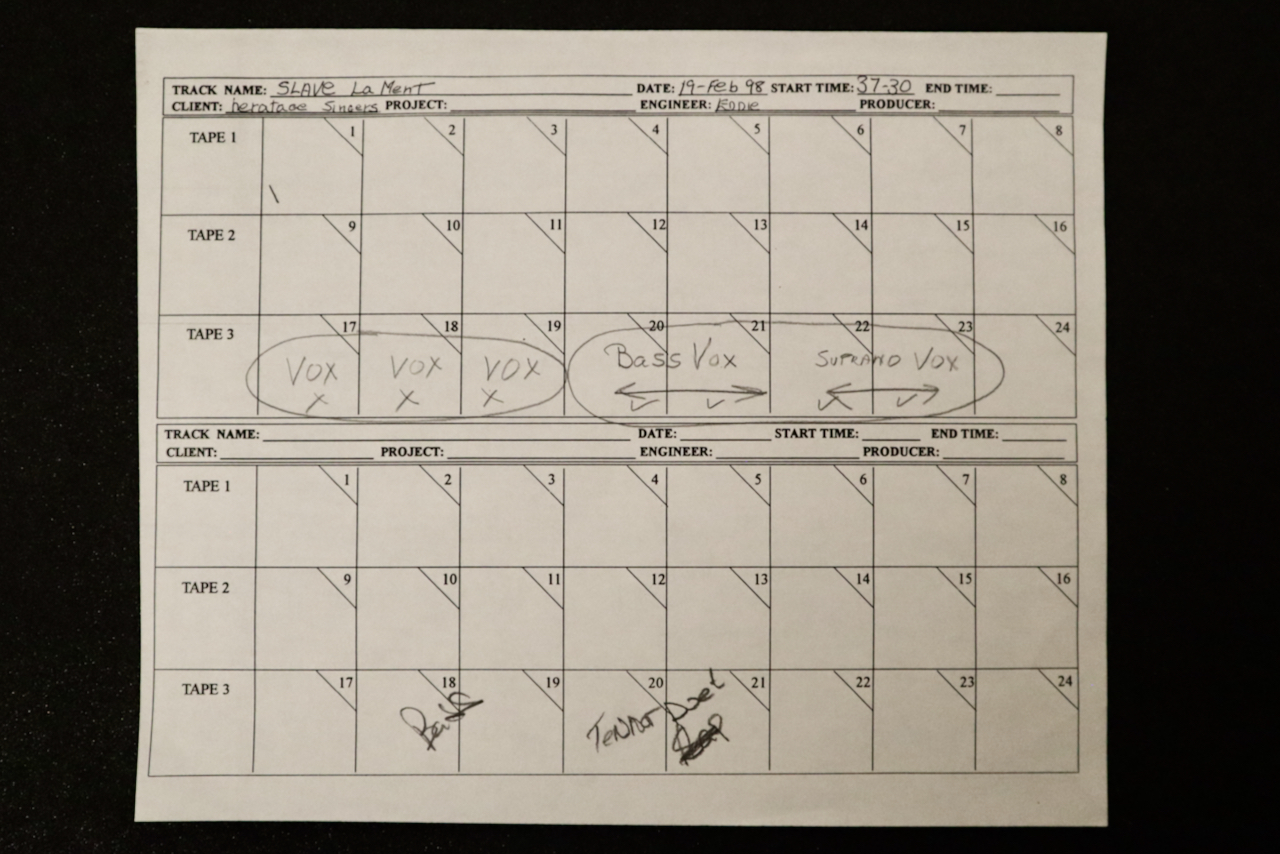 TRACK NAME: SLAVE La MenT DATE: 19-Feb 98 START TIME: 37-30 END TIME:
CLIENT: heratage Singers PROJECT: ENGINEER: EDDIE PRODUCER:
TAPE 1 1 2 3 4 5 6 7 8
TAPE 2 9 10 11 12 13 14 15 16
TAPE 3 17 18 19 20 21 22 23 24
VOX VOX VOX Bass Vox SUPRANO VOX
X X X
TRACK NAME: DATE: START TIME: END TIME:
CLIENT: PROJECT: ENGINEER: PRODUCER:
TAPE 1 1 2 3 4 5 6 7 8
TAPE 2 9 10 11 12 13 14 15 16
TAPE 3 17 18 19 20 21 22 23 24
TeNNOr Duet